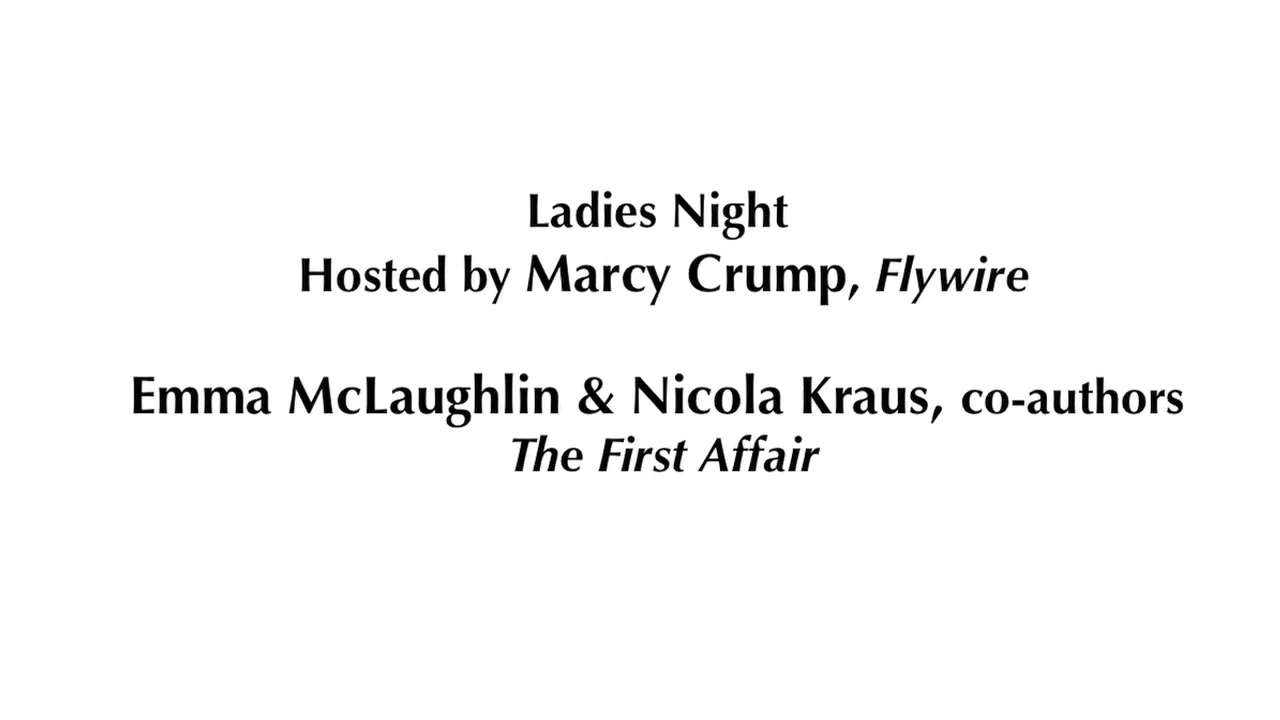 Ladies Night
Hosted by Marcy Crump, Flywire
Emma McLaughlin & Nicola Kraus, co-authors
The First Affair